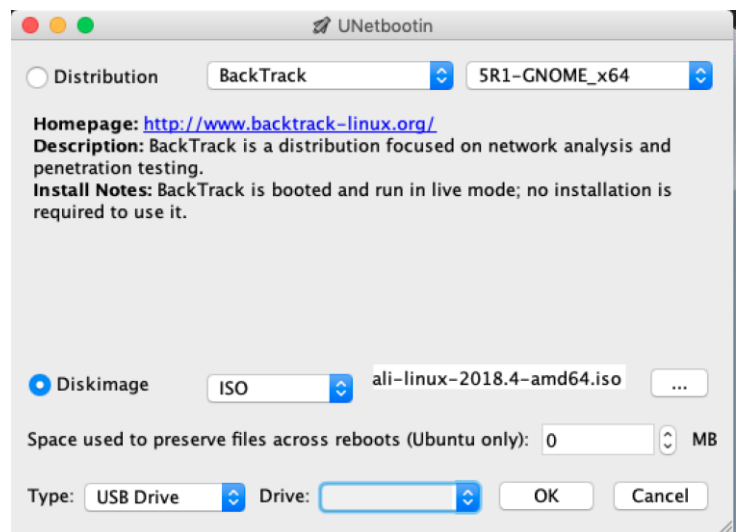 UNetbootin
Distribution BackTrack 5R1-GNOME_x64
Homepage: http://www.backtrack-linux.org/
Description: BackTrack is a distribution focused on network analysis and
penetration testing.
Install Notes: BackTrack is booted and run in live mode; no installation is
required to use it.
Diskimage ISO ali-linux-2018.4-amd64.iso ...
Space used to preserve files across reboots (Ubuntu only): 0 MB
Type: USB Drive Drive: OK Cancel